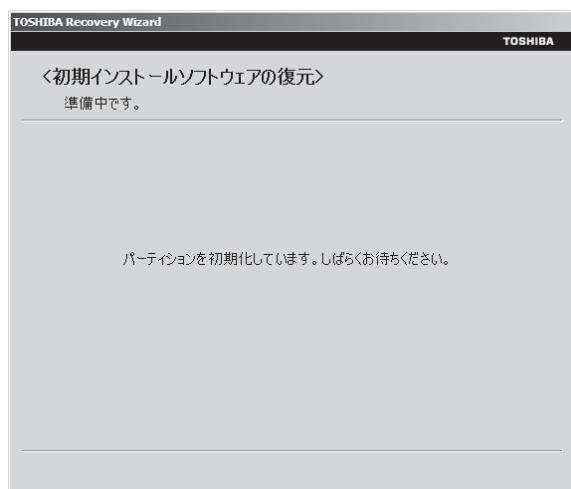 TOSHIBA Recovery Wizard
TOSHIBA
<初期インストールソフトウェアの復元>
準備中です。
パーティションを初期化しています。しばらくお待ちください。